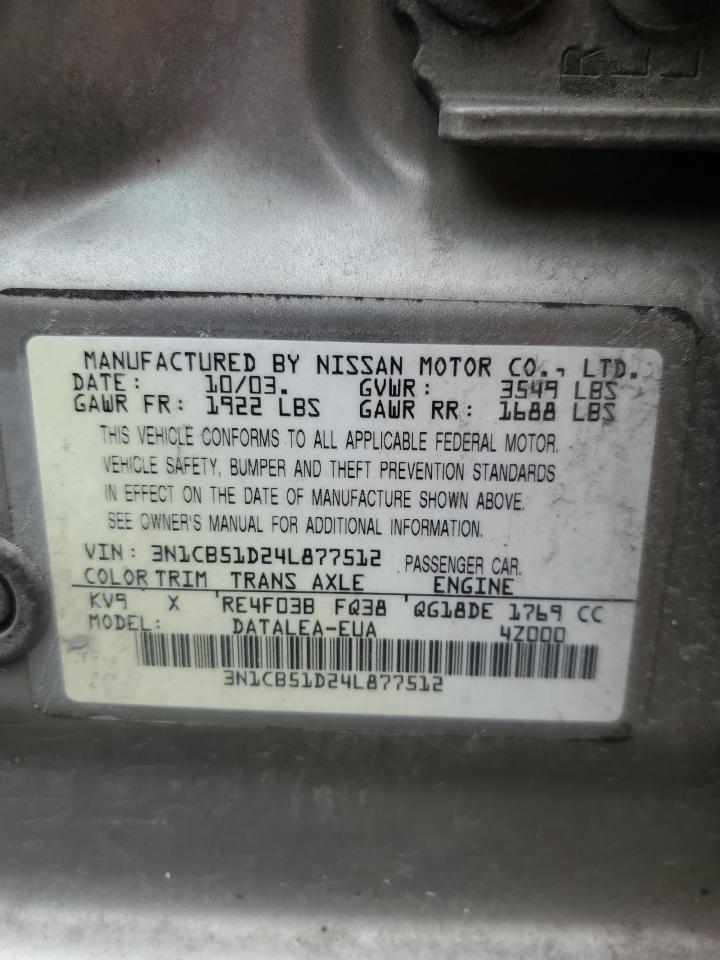 MANUFACTURED BY NISSAN MOTOR CO., LTD.
DATE: 10/03. GVWR: 3549 LBS
GAWR FR: 1922 LBS GAWR RR: 1688 LBS
THIS VEHICLE CONFORMS TO ALL APPLICABLE FEDERAL MOTOR.
VEHICLE SAFETY, BUMPER AND THEFT PREVENTION STANDARDS
IN EFFECT ON THE DATE OF MANUFACTURE SHOWN ABOVE.
SEE OWNER'S MANUAL FOR ADDITIONAL INFORMATION.
VIN: 3N1CB51D24L877512 PASSENGER CAR.
COLOR TRIM TRANS AXLE ENGINE
KV9 X RE4F03B FQ38 QG18DE 1769 CC
MODEL: DATALEA-EUA 4Z000
3N1CB51D24L877512